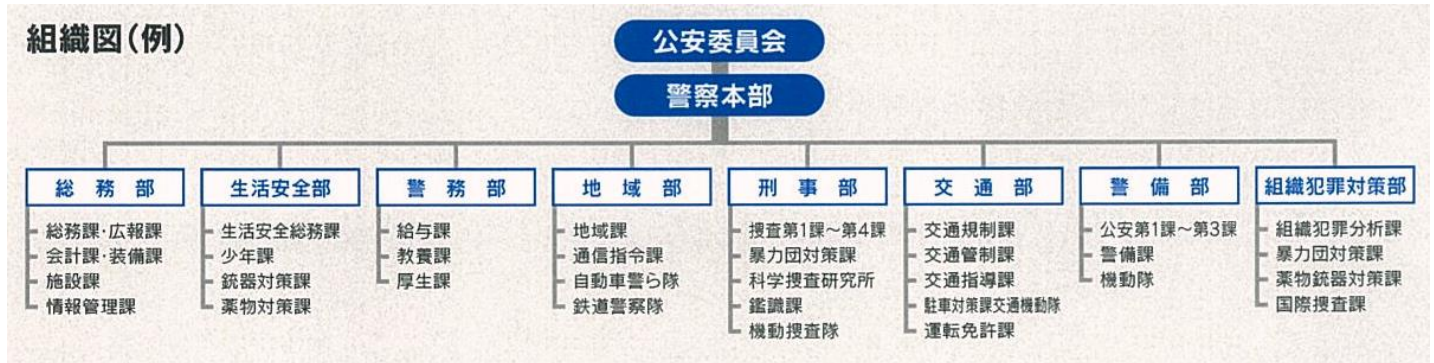 組織図(例)
公安委員会
警察本部
総務部
総務課・広報課
会計課・装備課
施設課
情報管理課
生活安全部
生活安全総務課
少年課
銃器対策課
薬物対策課
警務部
給与課
教養課
厚生課
地域部
地域課
通信指令課
自動車警ら隊
鉄道警察隊
刑事部
捜査第1課〜第4課
暴力団対策課
科学捜査研究所
鑑識課
機動捜査隊
交通部
交通規制課
交通管制課
交通指導課
駐車対策課交通機動隊
運転免許課
警備部
公安第1課〜第3課
警備課
機動隊
組織犯罪対策部
組織犯罪分析課
暴力団対策課
薬物銃器対策課
国際捜査課